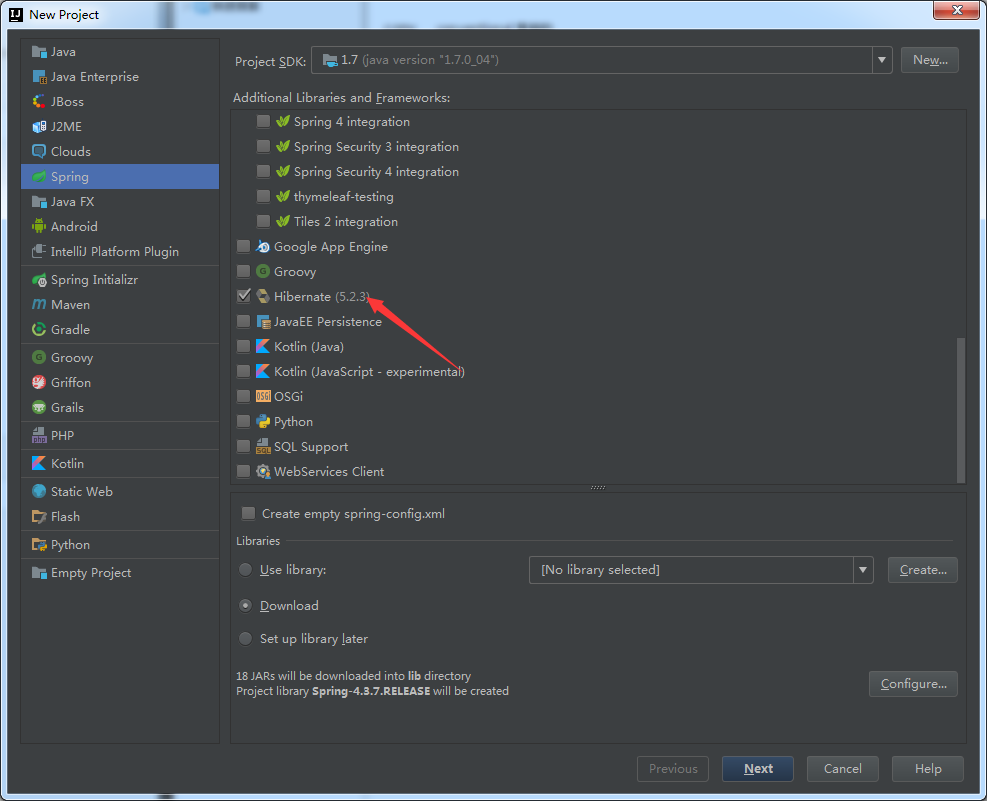 New Project
Java
Java Enterprise
JBoss
J2ME
Clouds
Spring
Java FX
Android
IntelliJ Platform Plugin
Spring Initializr
Maven
Gradle
Groovy
Griffon
Grails
PHP
Kotlin
Static Web
Flash
Python
Empty Project
Project SDK: 1.7 (java version "1.7.0_04") New...
Additional Libraries and Frameworks:
Spring 4 integration
Spring Security 3 integration
Spring Security 4 integration
thymeleaf-testing
Tiles 2 integration
Google App Engine
Groovy
Hibernate (5.2.3)
JavaEE Persistence
Kotlin (Java)
Kotlin (JavaScript - experimental)
OSGi
Python
SQL Support
WebServices Client
Create empty spring-config.xml
Libraries
Use library: [No library selected] Create...
Download
Set up library later
18 JARs will be downloaded into lib directory
Project library Spring-4.3.7.RELEASE will be created
Configure...
Previous Next Cancel Help